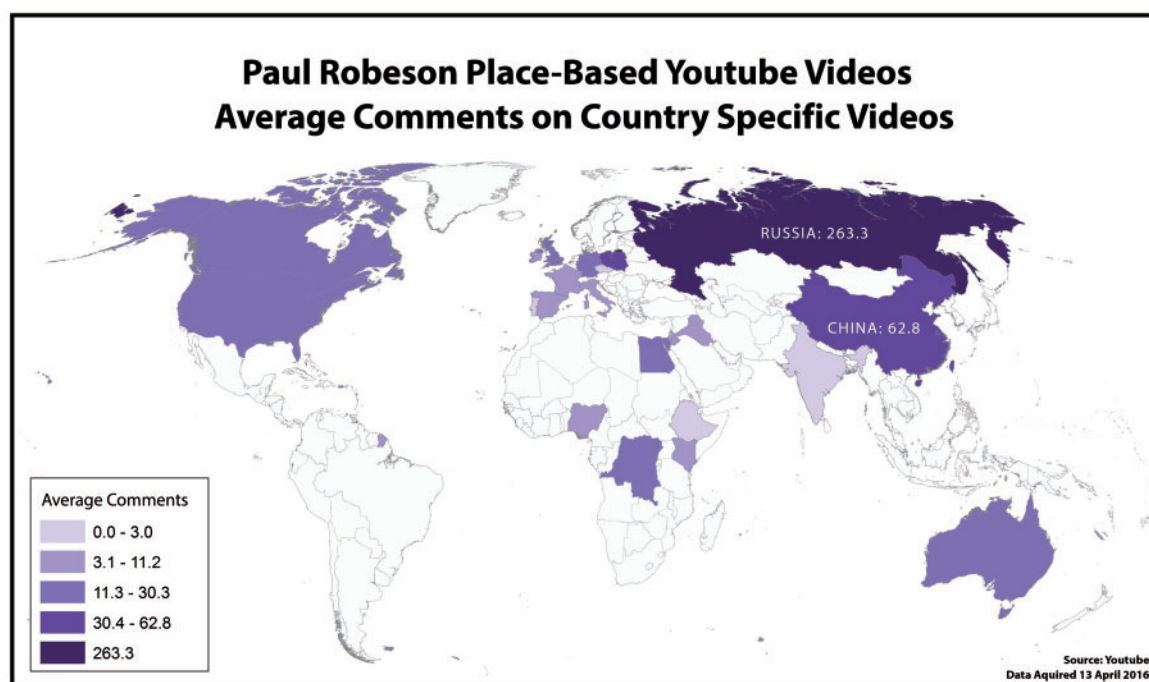 Paul Robeson Place-Based Youtube Videos
Average Comments on Country Specific Videos
RUSSIA: 263.3
CHINA: 62.8
Average Comments
0.0 - 3.0
3.1 - 11.2
11.3 - 30.3
30.4 - 62.8
263.3
Source: Youtube
Data Aquired 13 April 2016